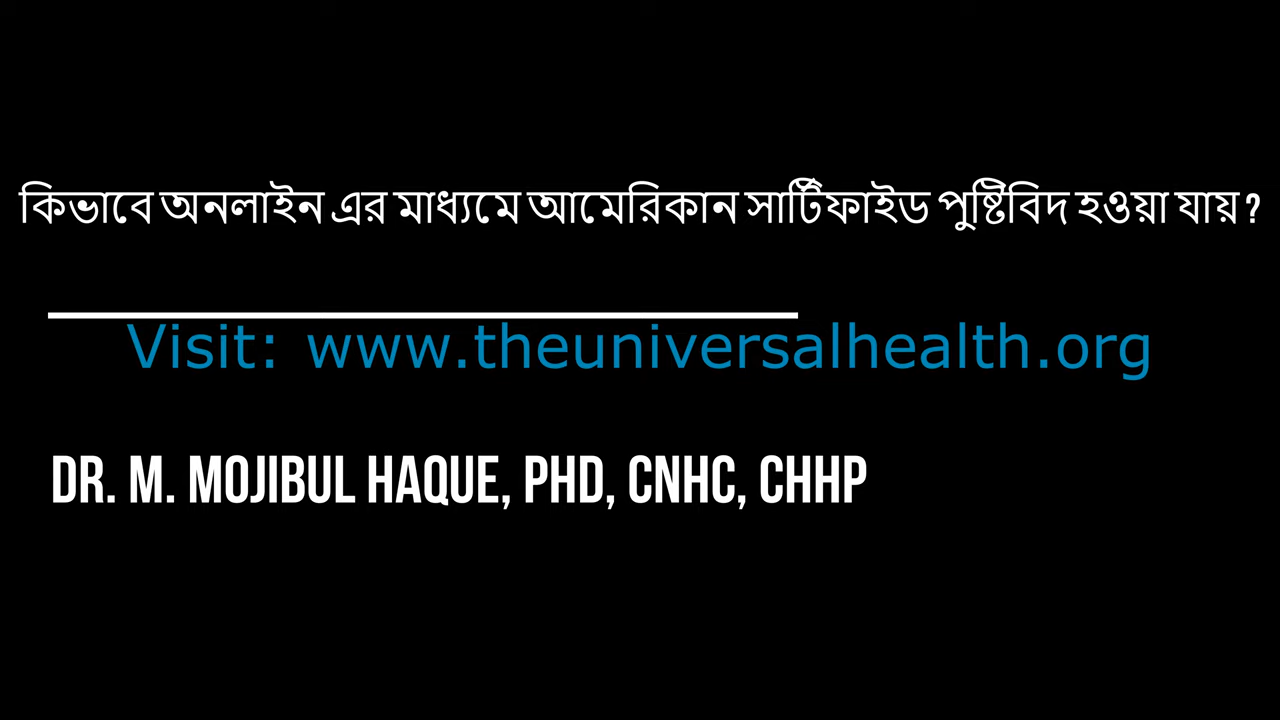 কিভাবে অনলাইন এর মাধ্যমে আমেরিকান সার্টিফাইড পুষ্টিবিদ হওয়া যায় ?
Visit: www.theuniversalhealth.org
DR. M. MOJIBUL HAQUE, PHD, CNHC, CHHP